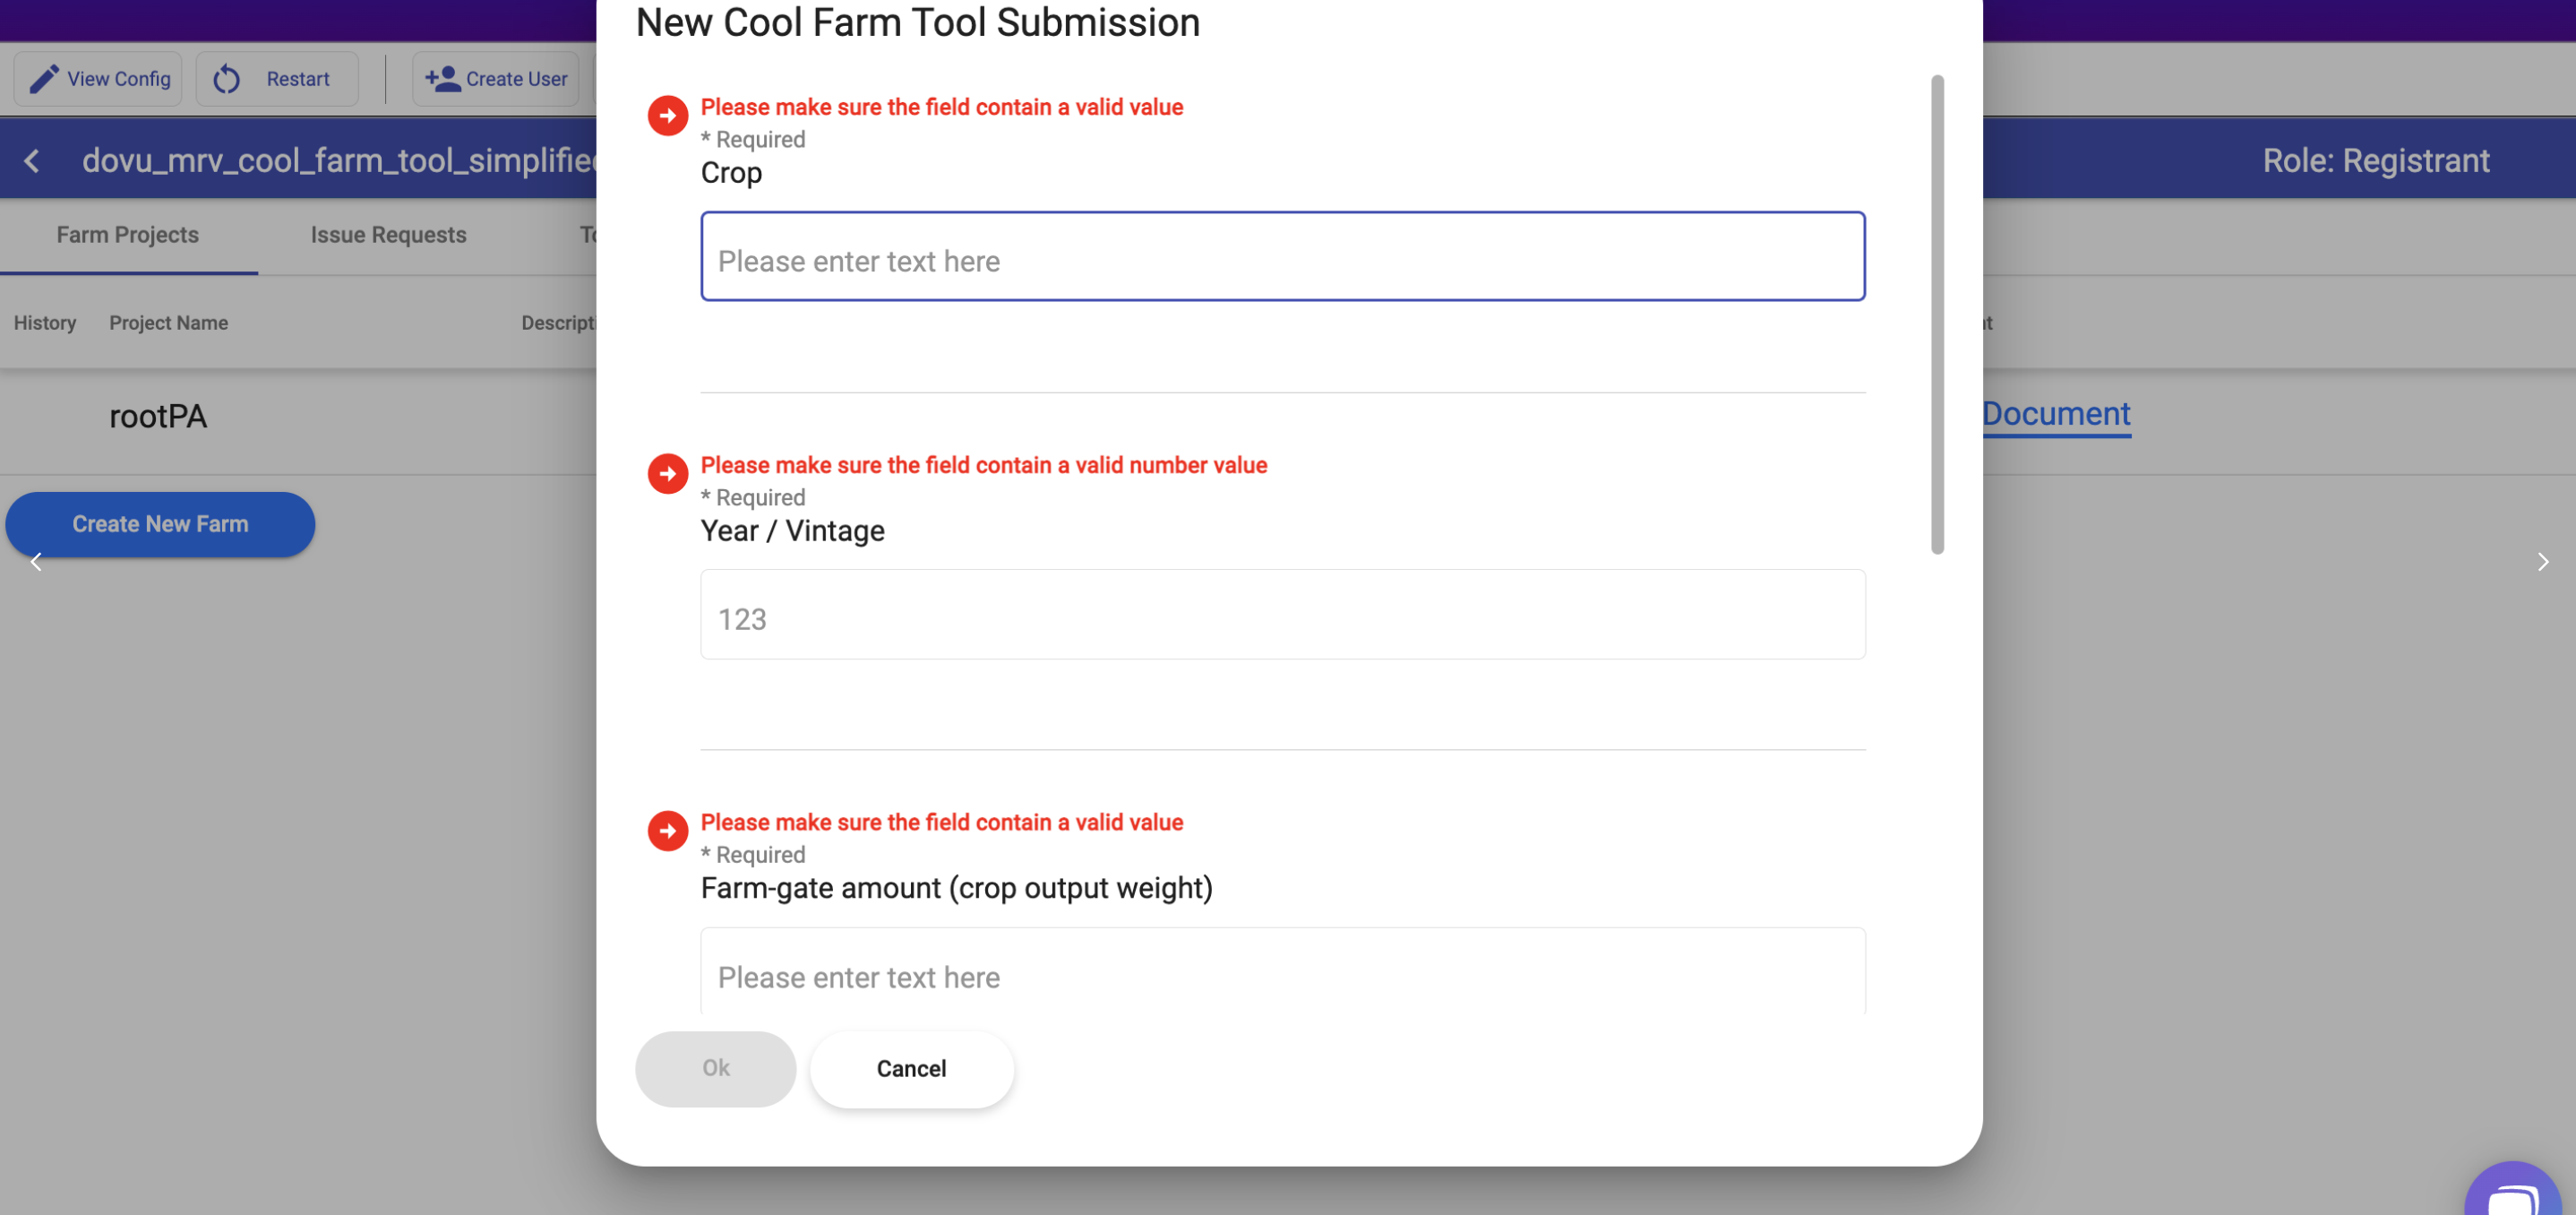 New Cool Farm Tool Submission
View Config
Restart
Create User
dovu_mrv_cool_farm_tool_simplified
Role: Registrant
Farm Projects
Issue Requests
History
Project Name
rootPA
Document
Create New Farm
Please make sure the field contain a valid value
* Required
Crop
Please enter text here
Please make sure the field contain a valid number value
* Required
Year / Vintage
123
Please make sure the field contain a valid value
* Required
Farm-gate amount (crop output weight)
Please enter text here
Ok
Cancel